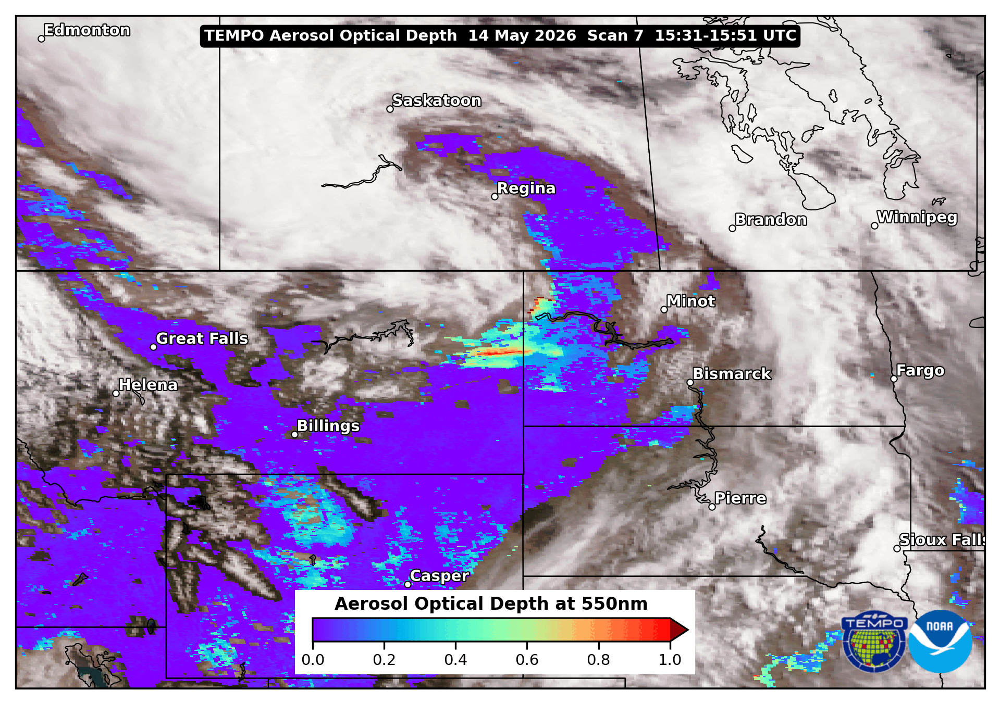 Edmonton
TEMPO Aerosol Optical Depth  14 May 2026  Scan 7  15:31-15:51 UTC
Saskatoon
Regina
Brandon
Winnipeg
Minot
Great Falls
Bismarck
Fargo
Helena
Billings
Pierre
Sioux Falls
Casper
Aerosol Optical Depth at 550nm
0.0 0.2 0.4 0.6 0.8 1.0
TEMPO
NOAA